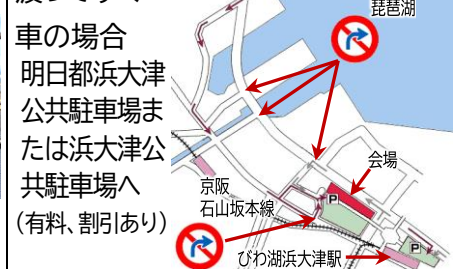 車の場合
明日都浜大津
公共駐車場ま
たは浜大津公
共駐車場へ
(有料、割引あり)
琵琶湖
会場
京阪
石山坂本線
P
P
びわ湖浜大津駅